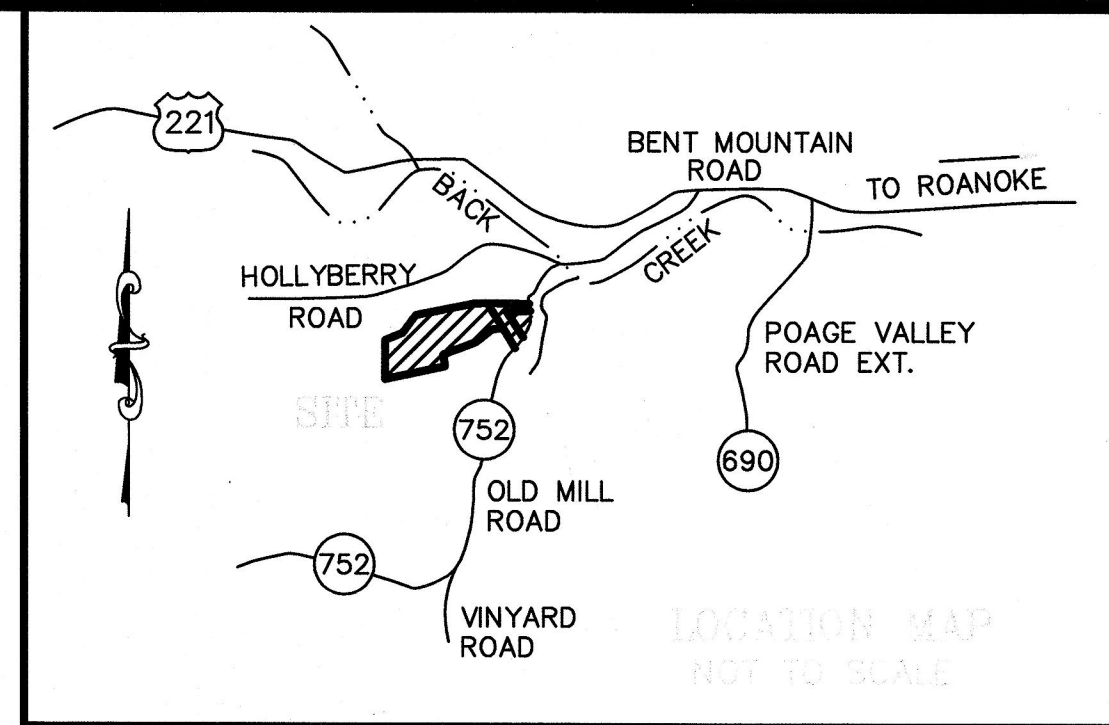 221
BENT MOUNTAIN
ROAD
TO ROANOKE
BACK
CREEK
HOLLYBERRY
ROAD
POAGE VALLEY
ROAD EXT.
SITE
752
690
OLD MILL
ROAD
752
VINYARD
ROAD
LOCATION MAP
NOT TO SCALE